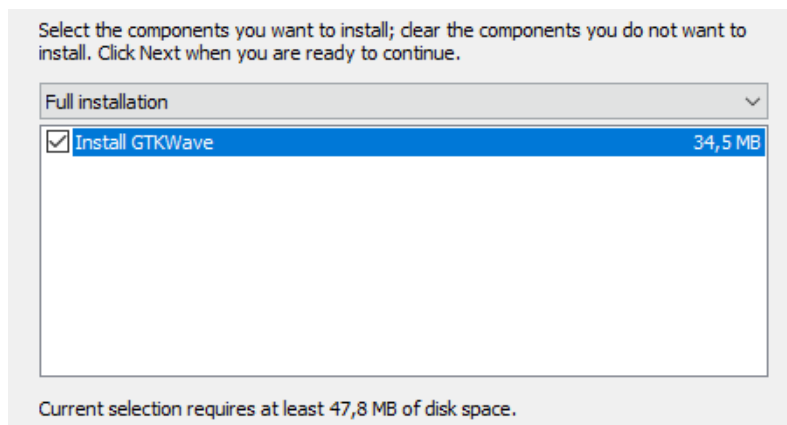 Select the components you want to install; clear the components you do not want to
install. Click Next when you are ready to continue.
Full installation
Install GTKWave 34,5 MB
Current selection requires at least 47,8 MB of disk space.